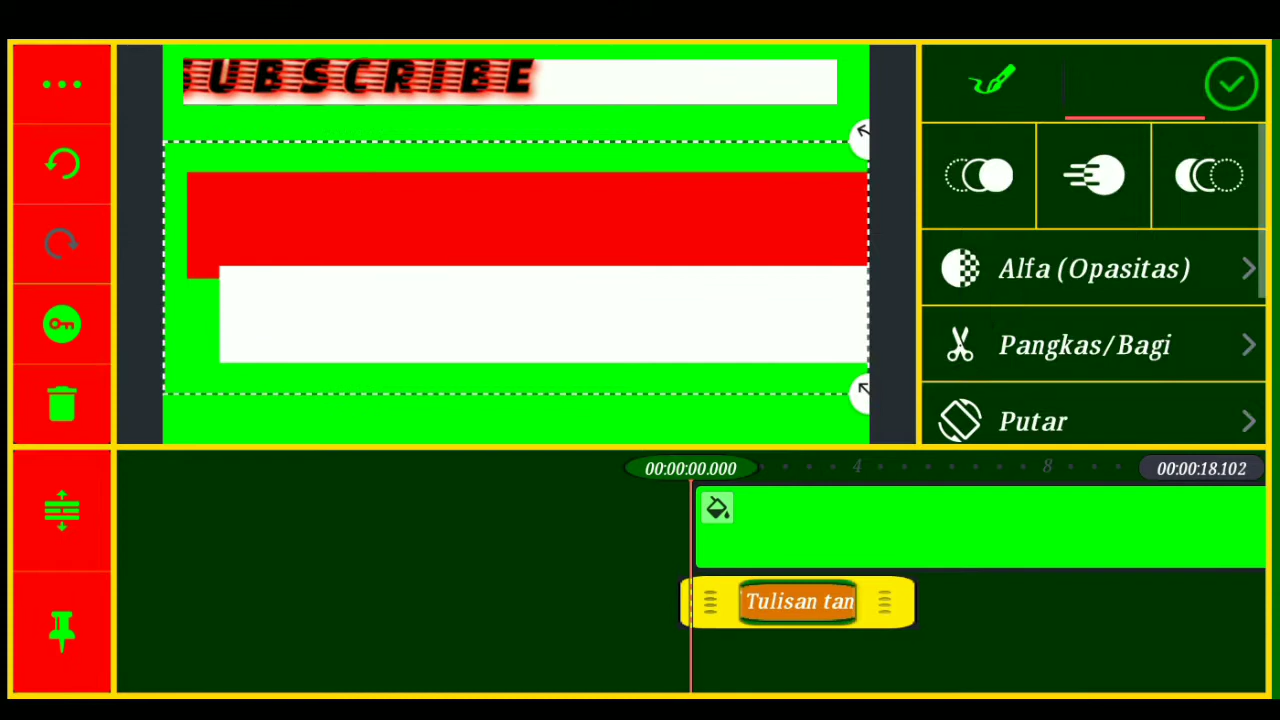 SUBSCRIBE
Alfa (Opasitas)
Pangkas/Bagi
Putar
00:00:00.000
4
8
00:00:18.102
Tulisan tan